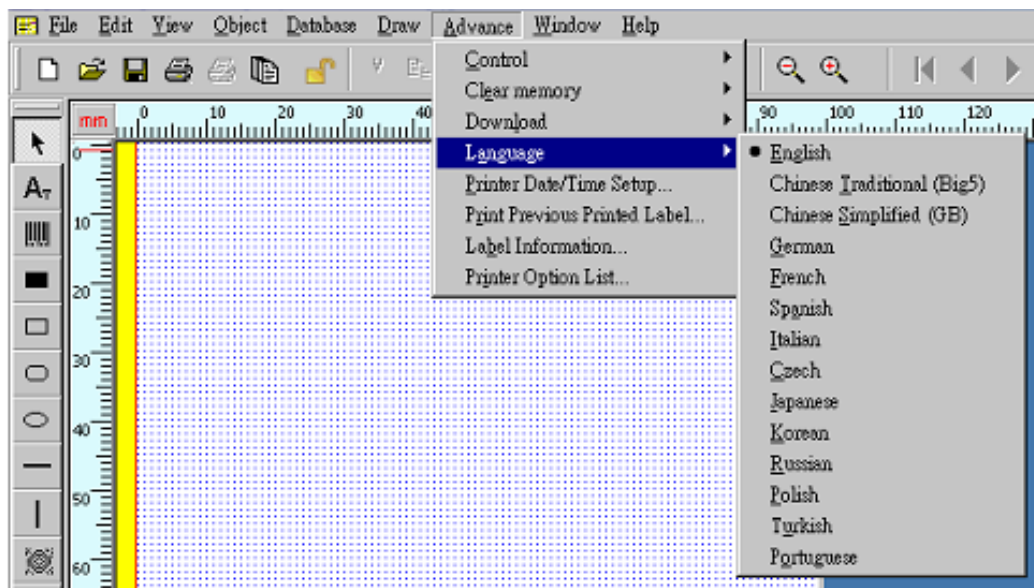 File Edit View Object Database Draw Advance Window Help
Control
Clear memory
Download
Language
Printer Date/Time Setup...
Print Previous Printed Label...
Label Information...
Printer Option List...
English
Chinese Traditional (Big5)
Chinese Simplified (GB)
German
French
Spanish
Italian
Czech
Japanese
Korean
Russian
Polish
Turkish
Portuguese
mm 0 10 20 30 40 90 100 110 120
0
10
20
30
40
50
60
A